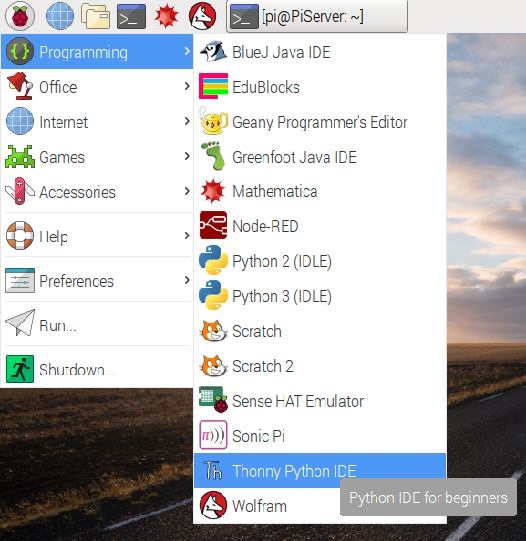 [pi@PiServer: ~]
Programming
Office
Internet
Games
Accessories
Help
Preferences
Run...
Shutdown...
BlueJ Java IDE
EduBlocks
Geany Programmer's Editor
Greenfoot Java IDE
Mathematica
Node-RED
Python 2 (IDLE)
Python 3 (IDLE)
Scratch
Scratch 2
Sense HAT Emulator
Sonic Pi
Th Thonny Python IDE
Python IDE for beginners
Wolfram